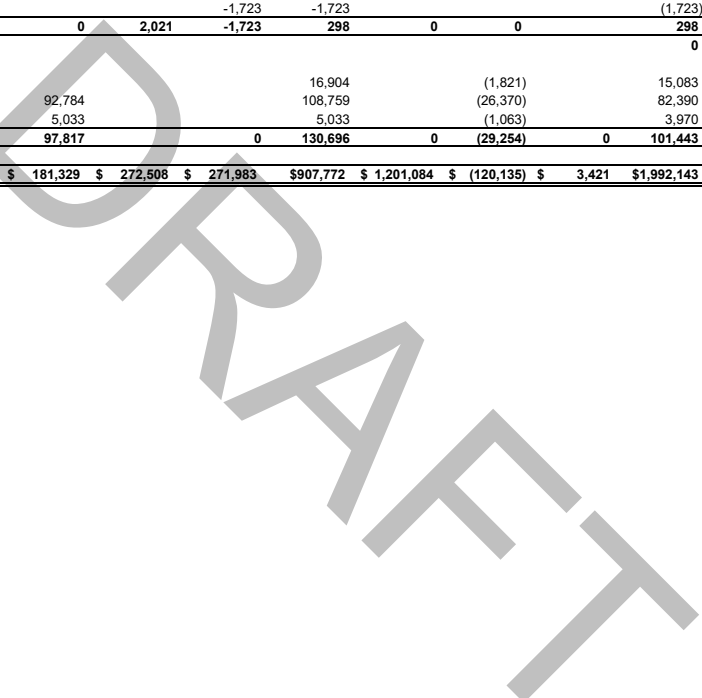 -1,723 -1,723 (1,723)
0 2,021 -1,723 298 0 0 298
0
16,904 (1,821) 15,083
92,784 108,759 (26,370) 82,390
5,033 5,033 (1,063) 3,970
97,817 0 130,696 0 (29,254) 0 101,443
$ 181,329 $ 272,508 $ 271,983 $907,772 $ 1,201,084 $ (120,135) $ 3,421 $1,992,143
DRAFT